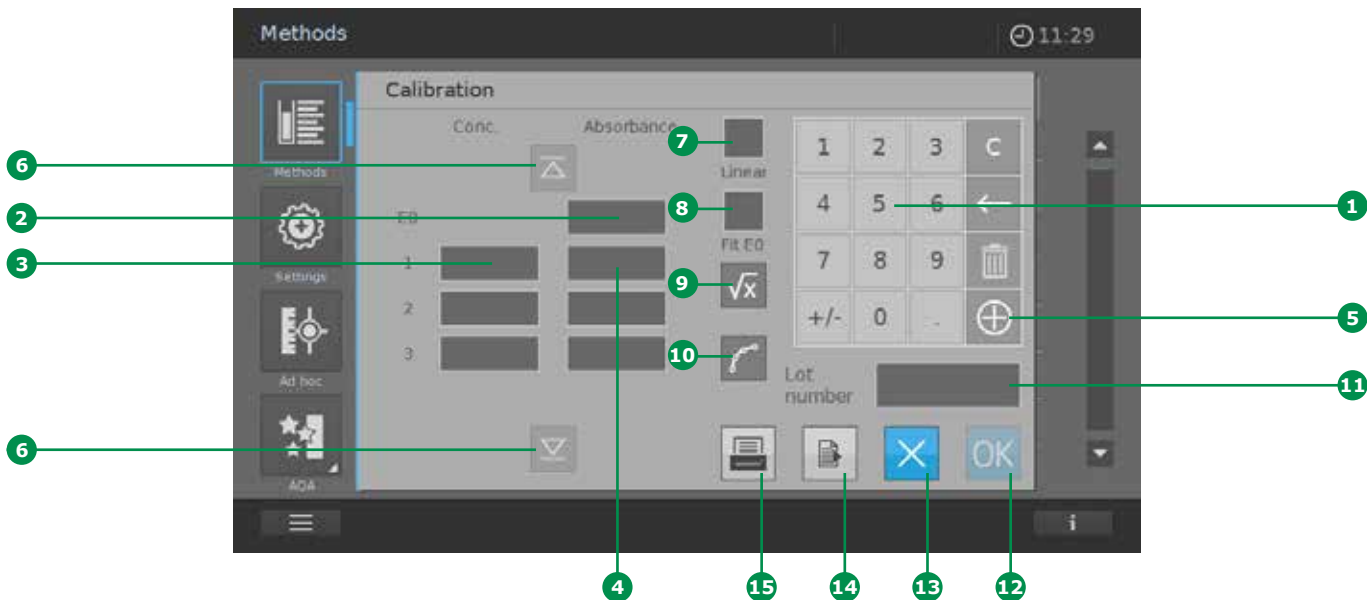 Methods 11:29
Calibration
Conc. Absorbance
7
1 2 3 C
6
Methods
Linear
2
E0
8
4 5 6
1
3
1
Fit E0
7 8 9
Settings
9
√x
2
+/- 0 .
5
3
10
Ad hoc
Lot
number
11
6
OK
AQA
i
4 15 14 13 12